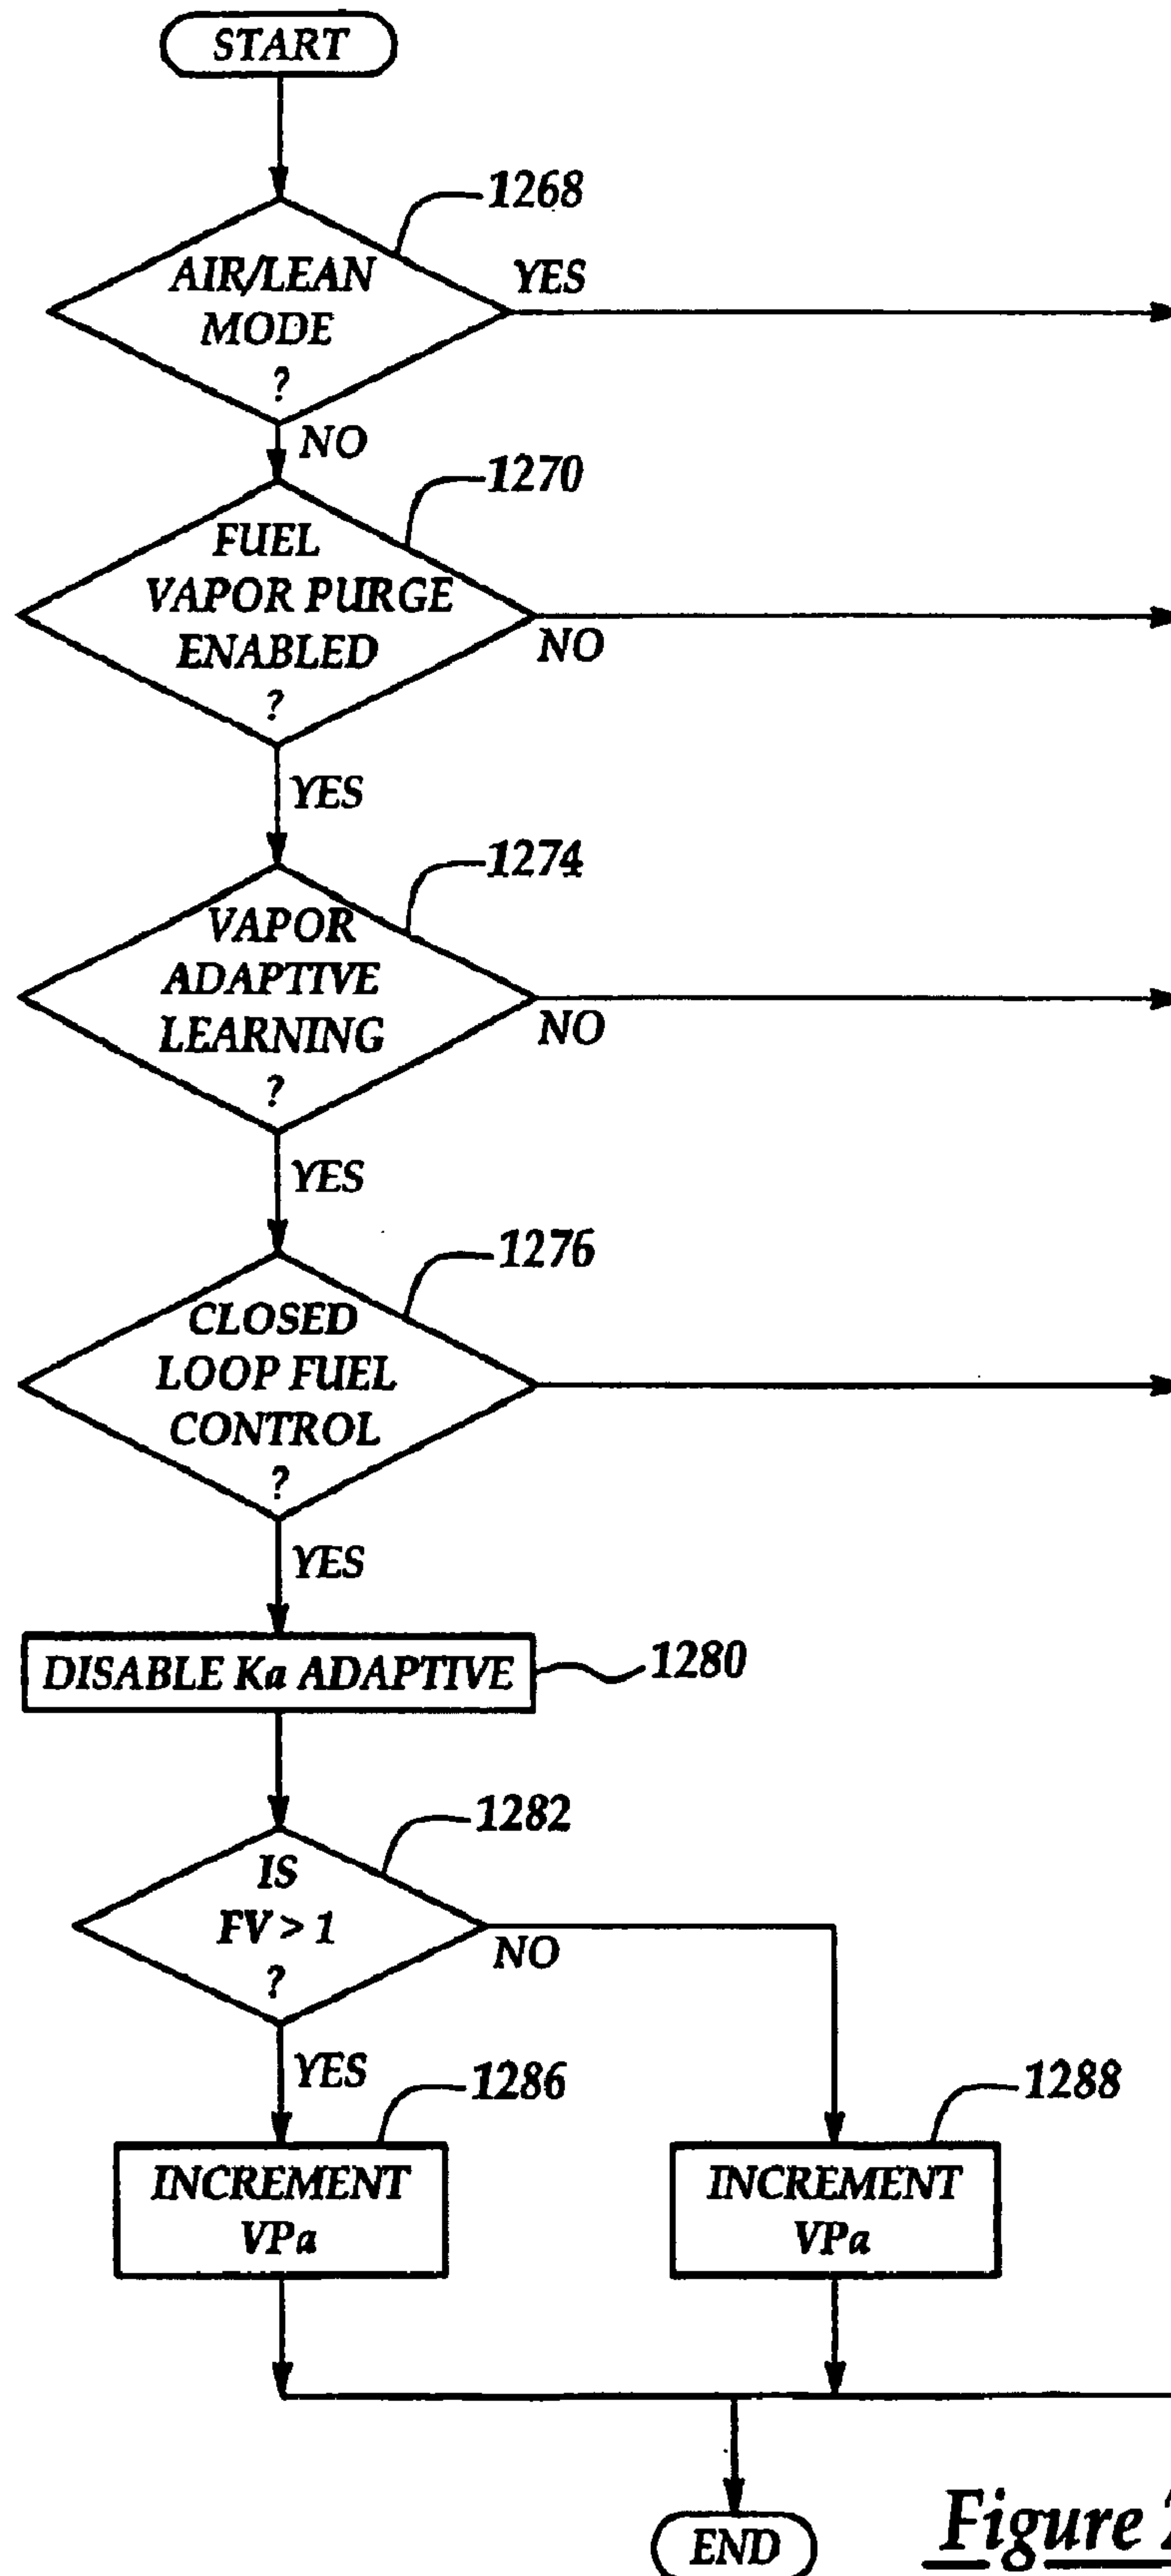 START
1268
AIR/LEAN
MODE
?
YES
NO
1270
FUEL
VAPOR PURGE
ENABLED
?
NO
YES
1274
VAPOR
ADAPTIVE
LEARNING
?
NO
YES
1276
CLOSED
LOOP FUEL
CONTROL
?
YES
DISABLE Ka ADAPTIVE
1280
1282
IS
FV > 1
?
NO
YES
1286
1288
INCREMENT
VPa
INCREMENT
VPa
END
Figure